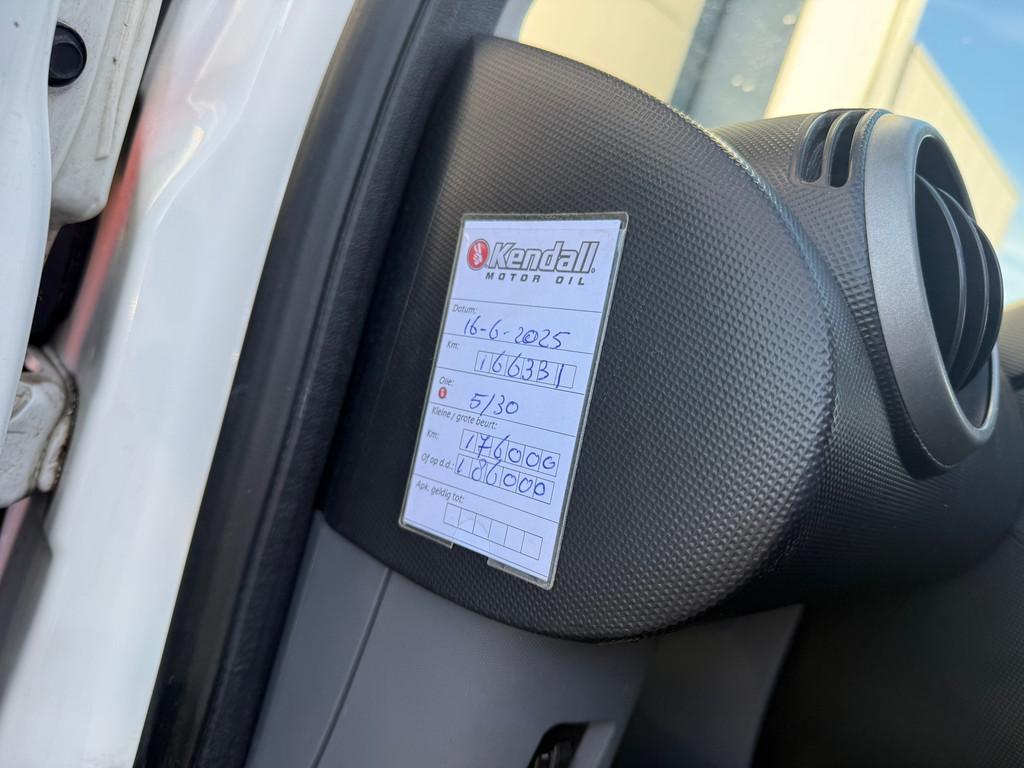 Kendall
MOTOR OIL
Datum:
16-6-2025
Km:
166331
Olie:
5/30
Kleine / grote beurt:
Km: 176000
Of op d.d.: 186000
Apk. geldig tot: